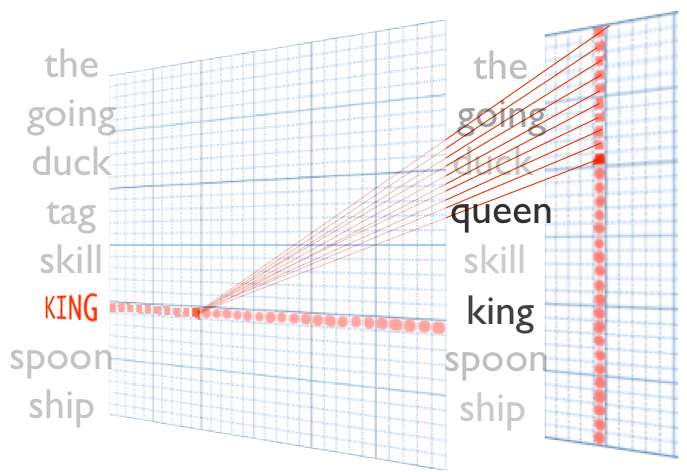 the
going
duck
tag
skill
KING
spoon
ship
the
going
duck
queen
skill
king
spoon
ship